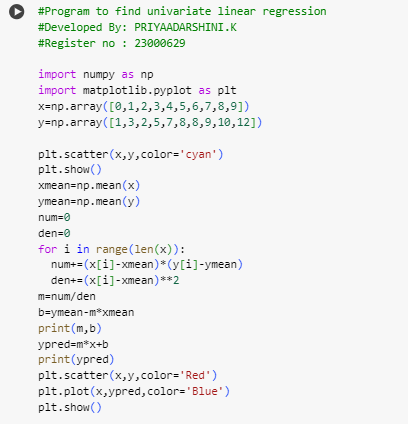 #Program to find univariate linear regression
#Developed By: PRIYAADARSHINI.K
#Register no : 23000629
import numpy as np
import matplotlib.pyplot as plt
x=np.array([0,1,2,3,4,5,6,7,8,9])
y=np.array([1,3,2,5,7,8,8,9,10,12])
plt.scatter(x,y,color='cyan')
plt.show()
xmean=np.mean(x)
ymean=np.mean(y)
num=0
den=0
for i in range(len(x)):
  num+=(x[i]-xmean)*(y[i]-ymean)
  den+=(x[i]-xmean)**2
m=num/den
b=ymean-m*xmean
print(m,b)
ypred=m*x+b
print(ypred)
plt.scatter(x,y,color='Red')
plt.plot(x,ypred,color='Blue')
plt.show()